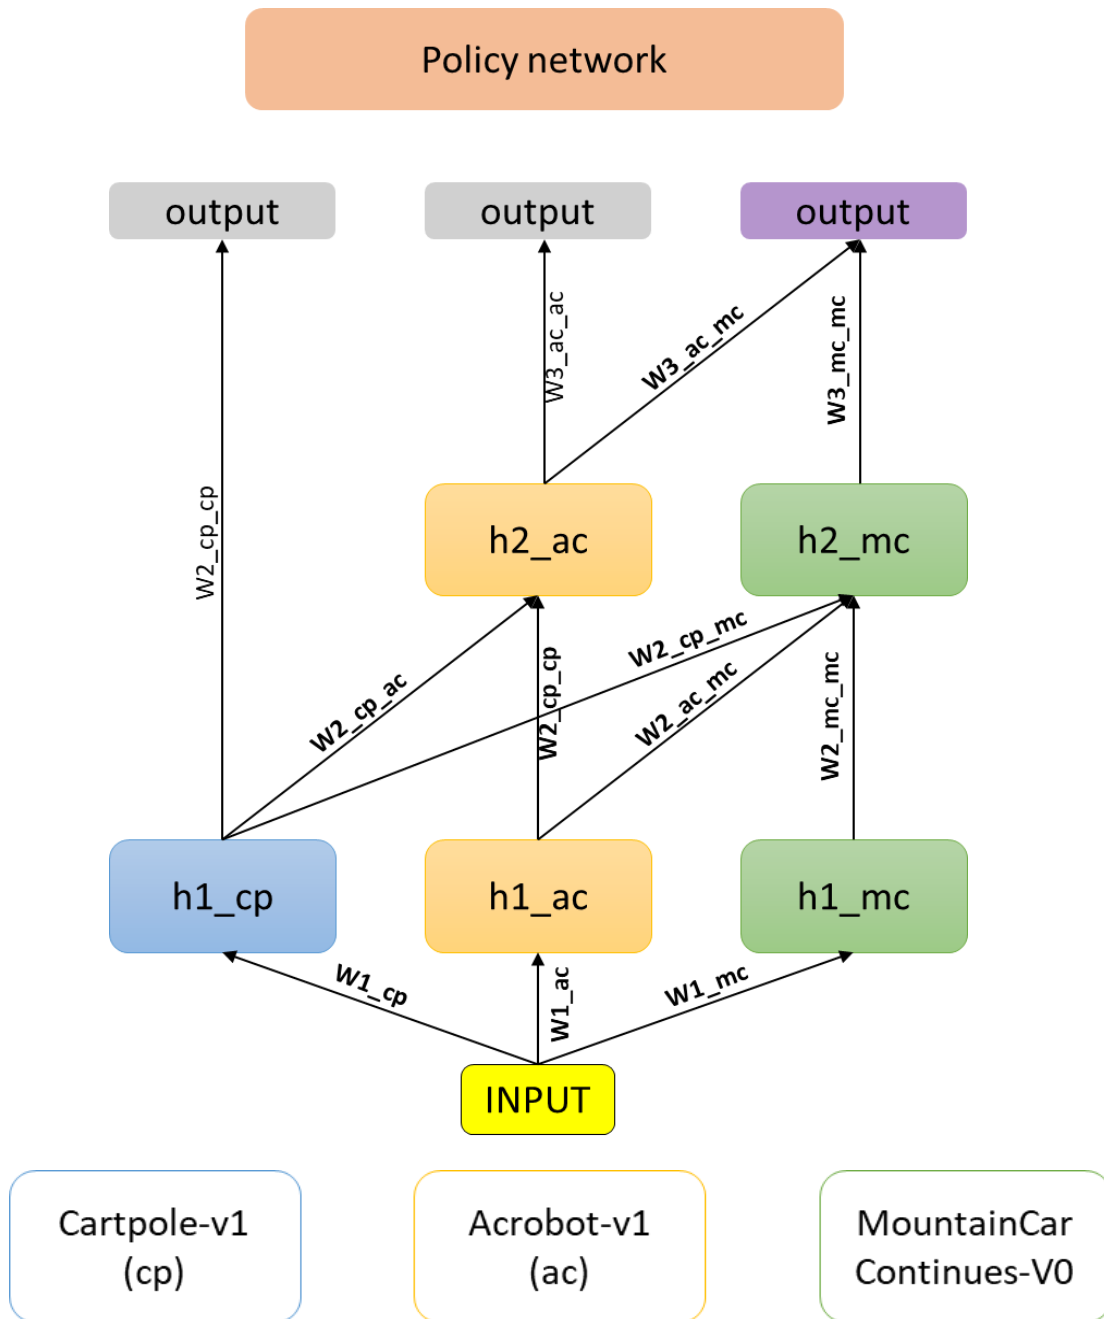 Policy network
output
output
output
W3_ac_ac
W3_ac_mc
W3_mc_mc
W2_cp_cp
h2_ac
h2_mc
W2_cp_ac
W2_cp_cp
W2_cp_mc
W2_ac_mc
W2_mc_mc
h1_cp
h1_ac
h1_mc
W1_cp
W1_ac
W1_mc
INPUT
Cartpole-v1
(cp)
Acrobot-v1
(ac)
MountainCar
Continues-V0